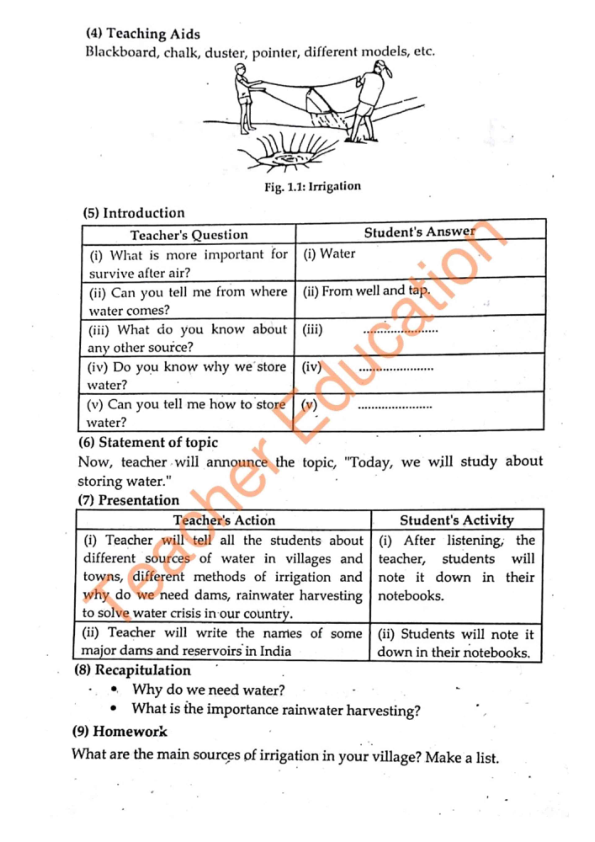 (4) Teaching Aids
Blackboard, chalk, duster, pointer, different models, etc.
Fig. 1.1: Irrigation
(5) Introduction
Teacher's Question
Student's Answer
(i) What is more important for
survive after air?
(i) Water
(ii) Can you tell me from where
water comes?
(ii) From well and tap.
(iii) What do you know about
any other source?
(iii) ........................
(iv) Do you know why we store
water?
(iv) ........................
(v) Can you tell me how to store
water?
(v) ........................
(6) Statement of topic
Now, teacher will announce the topic, "Today, we will study about
storing water."
(7) Presentation
Teacher's Action
Student's Activity
(i) Teacher will tell all the students about
different sources of water in villages and
towns, different methods of irrigation and
why do we need dams, rainwater harvesting
to solve water crisis in our country.
(i) After listening, the
teacher, students will
note it down in their
notebooks.
(ii) Teacher will write the names of some
major dams and reservoirs in India
(ii) Students will note it
down in their notebooks.
(8) Recapitulation
• Why do we need water?
• What is the importance rainwater harvesting?
(9) Homework
What are the main sources of irrigation in your village? Make a list.
Teacher Education